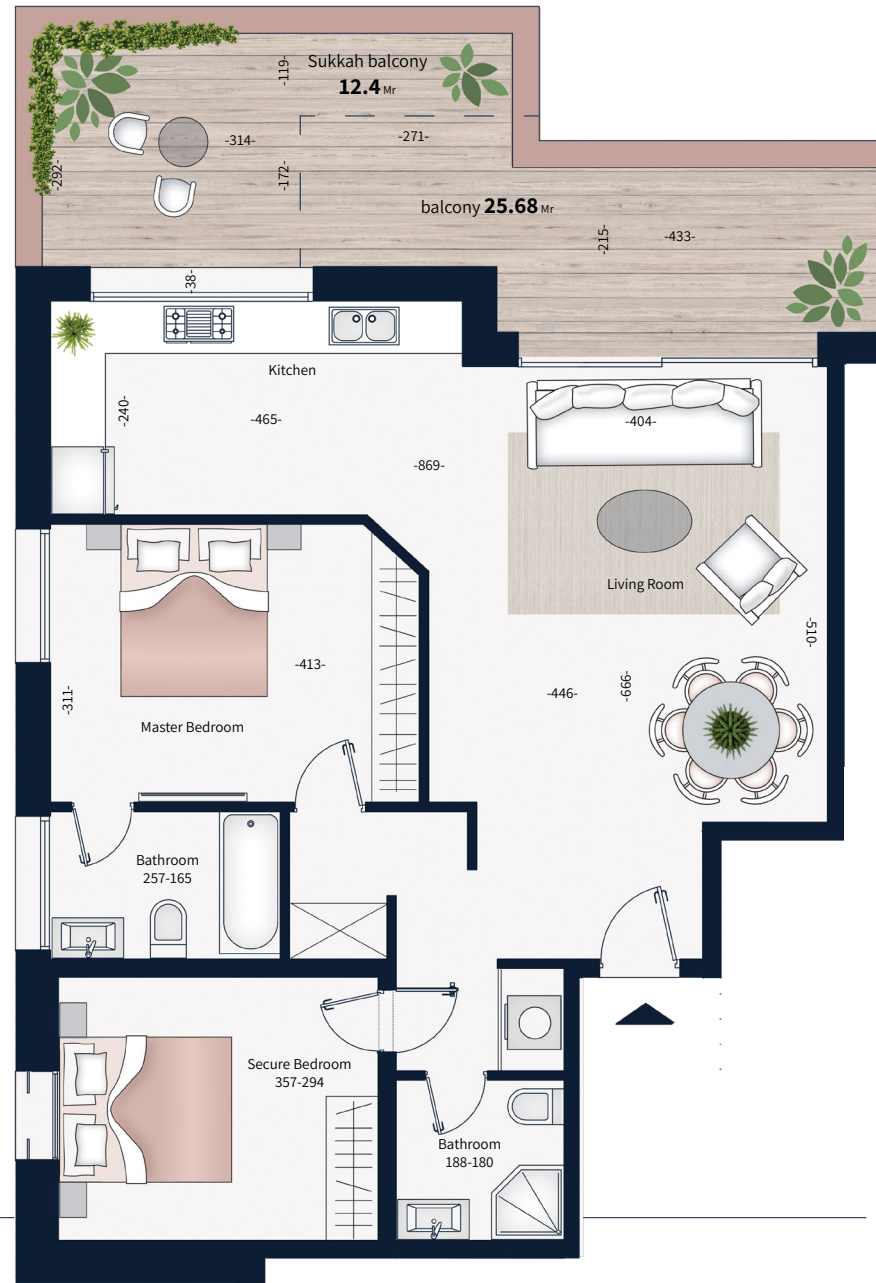 Sukkah balcony
12.4 Mr
-119-
-314-
-271-
-292-
-172-
balcony 25.68 Mr
-215-
-433-
-38-
Kitchen
-240-
-465-
-404-
-869-
Living Room
-510-
-413-
-311-
-446-
-999-
Master Bedroom
Bathroom
257-165
Secure Bedroom
357-294
Bathroom
188-180